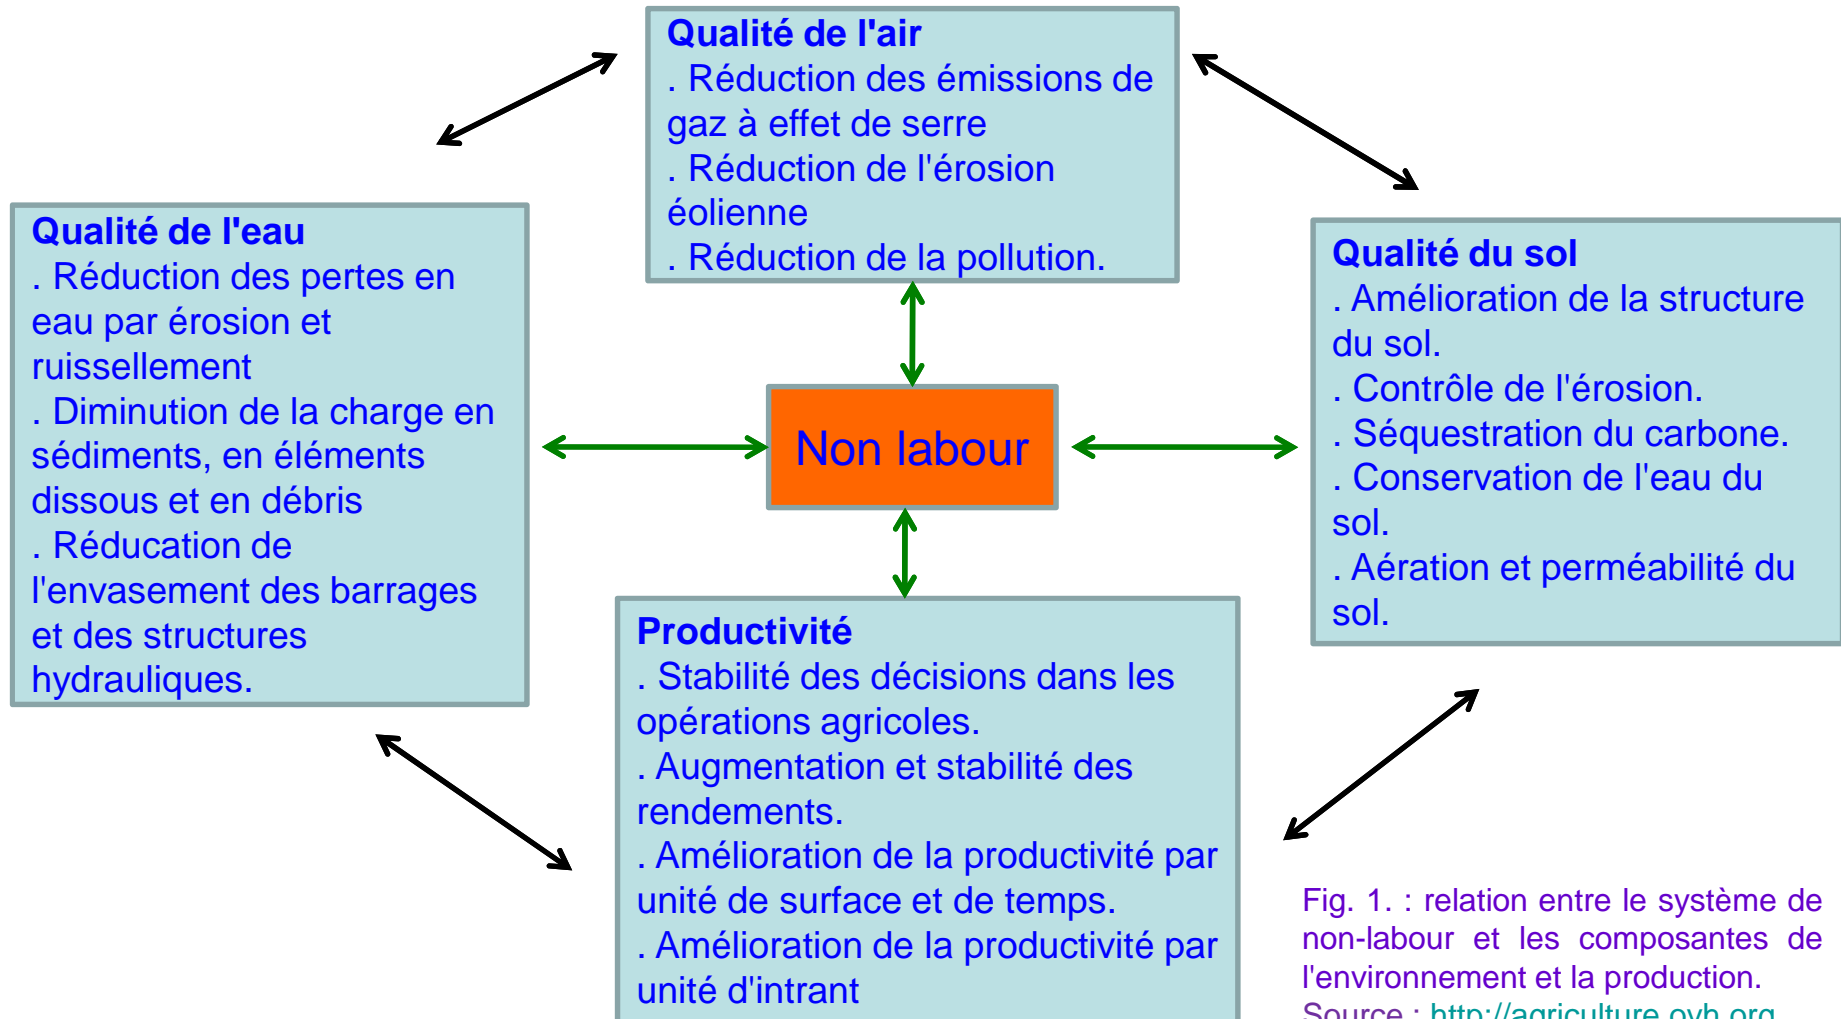 Qualité de l'air
. Réduction des émissions de
gaz à effet de serre
. Réduction de l'érosion
éolienne
. Réduction de la pollution.
Qualité de l'eau
. Réduction des pertes en
eau par érosion et
ruissellement
. Diminution de la charge en
sédiments, en éléments
dissous et en débris
. Réducation de
l'envasement des barrages
et des structures
hydrauliques.
Non labour
Qualité du sol
. Amélioration de la structure
du sol.
. Contrôle de l'érosion.
. Séquestration du carbone.
. Conservation de l'eau du
sol.
. Aération et perméabilité du
sol.
Productivité
. Stabilité des décisions dans les
opérations agricoles.
. Augmentation et stabilité des
rendements.
. Amélioration de la productivité par
unité de surface et de temps.
. Amélioration de la productivité par
unité d'intrant
Fig. 1. : relation entre le système de
non-labour et les composantes de
l'environnement et la production.
Source : http://agriculture.ovh.org